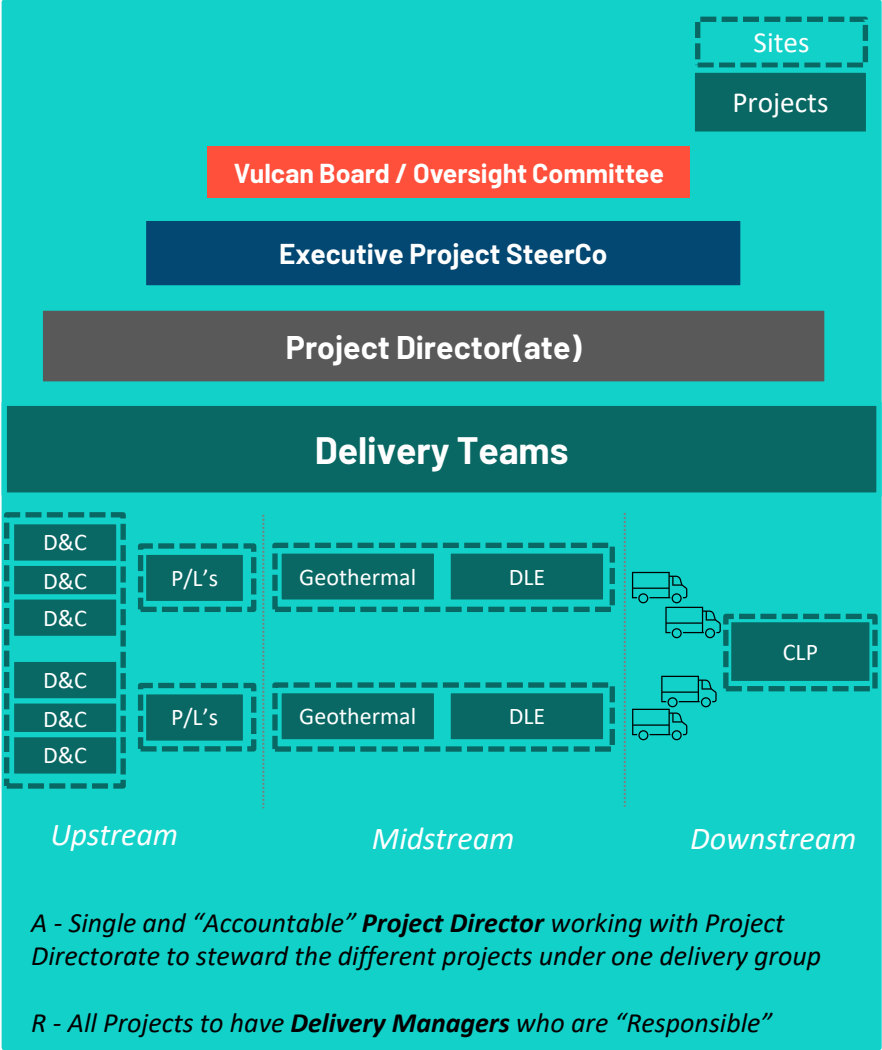 Sites
Projects
Vulcan Board / Oversight Committee
Executive Project SteerCo
Project Director(ate)
Delivery Teams
D&C
D&C
D&C
P/L's
Geothermal
DLE
D&C
D&C
D&C
P/L's
Geothermal
DLE
CLP
Upstream
Midstream
Downstream
A - Single and “Accountable” Project Director working with Project
Directorate to steward the different projects under one delivery group
R - All Projects to have Delivery Managers who are “Responsible”